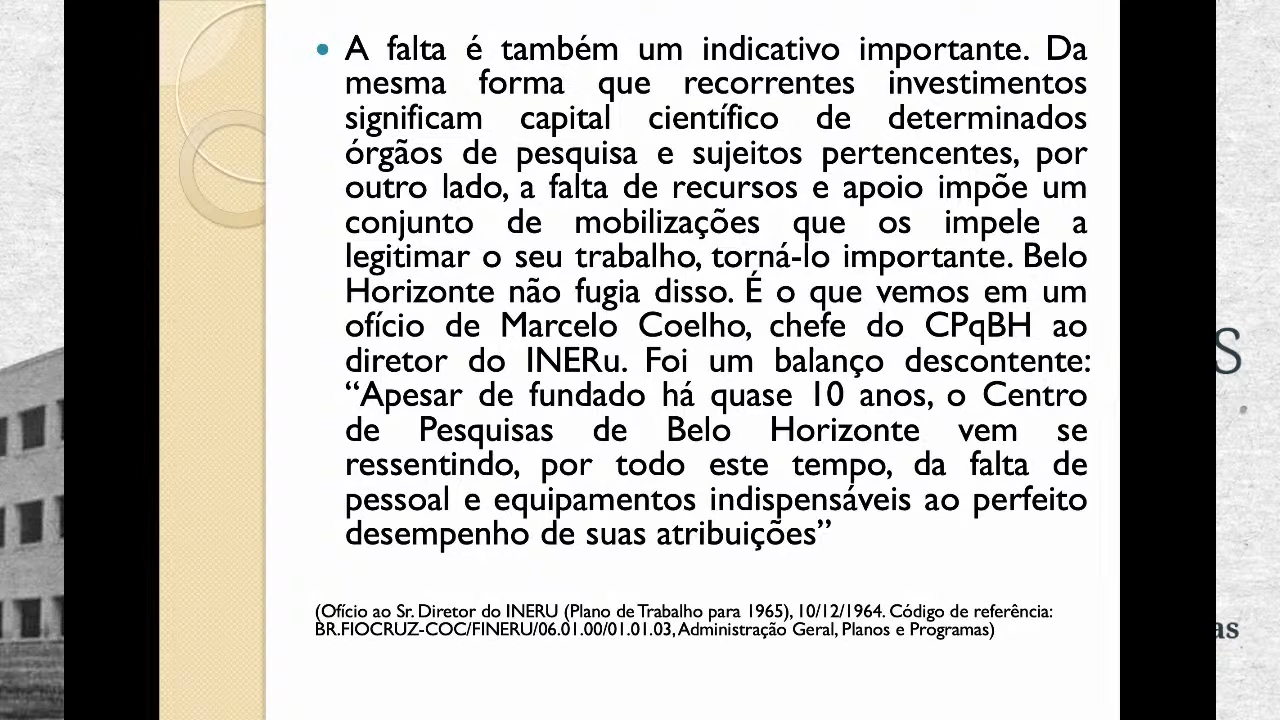 • A falta é também um indicativo importante. Da
mesma forma que recorrentes investimentos
significam capital científico de determinados
órgãos de pesquisa e sujeitos pertencentes, por
outro lado, a falta de recursos e apoio impõe um
conjunto de mobilizações que os impele a
legitimar o seu trabalho, torná-lo importante. Belo
Horizonte não fugia disso. É o que vemos em um
ofício de Marcelo Coelho, chefe do CPqBH ao
diretor do INERu. Foi um balanço descontente:
“Apesar de fundado há quase 10 anos, o Centro
de Pesquisas de Belo Horizonte vem se
ressentindo, por todo este tempo, da falta de
pessoal e equipamentos indispensáveis ao perfeito
desempenho de suas atribuições”
(Ofício ao Sr. Diretor do INERU (Plano de Trabalho para 1965), 10/12/1964. Código de referência:
BR.FIOCRUZ-COC/FINERU/06.01.00/01.01.03, Administração Geral, Planos e Programas)